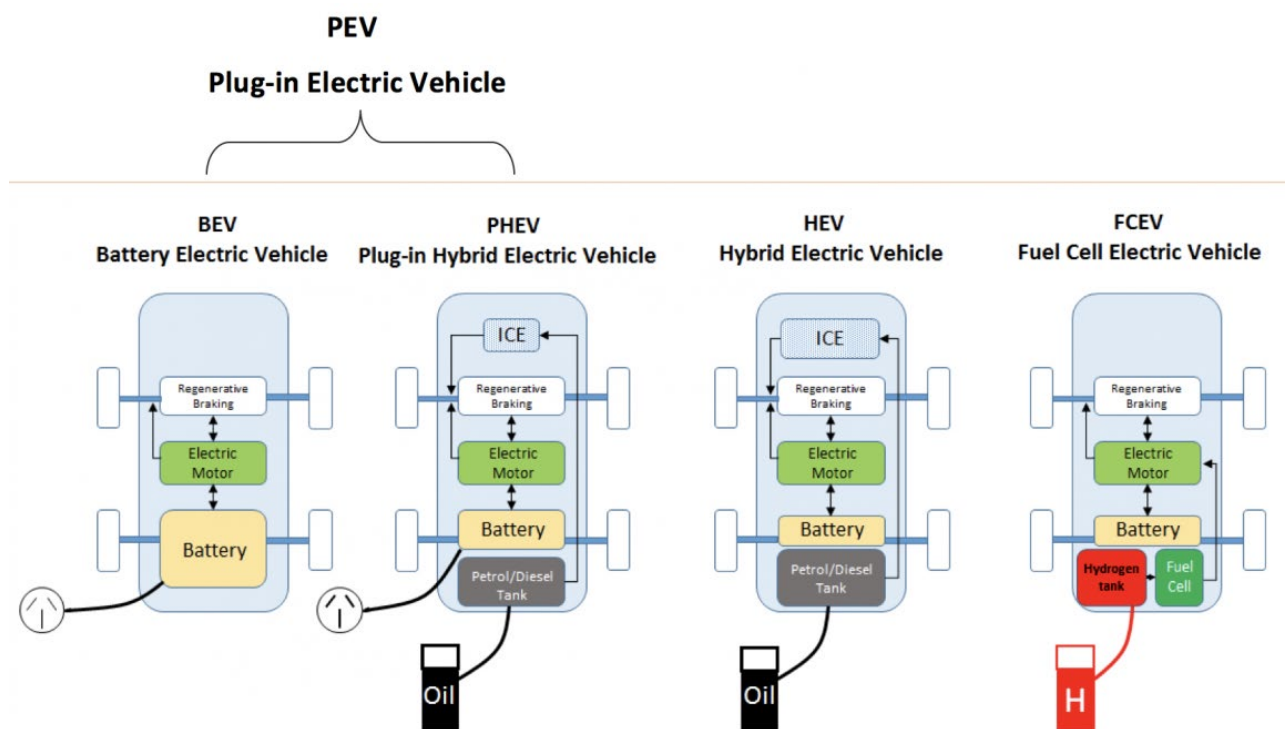 PEV
Plug-in Electric Vehicle
BEV
Battery Electric Vehicle
PHEV
Plug-in Hybrid Electric Vehicle
HEV
Hybrid Electric Vehicle
FCEV
Fuel Cell Electric Vehicle
Regenerative
Braking
Electric
Motor
Battery
ICE
Regenerative
Braking
Electric
Motor
Battery
Petrol/Diesel
Tank
Oil
ICE
Regenerative
Braking
Electric
Motor
Battery
Petrol/Diesel
Tank
Oil
Regenerative
Braking
Electric
Motor
Battery
Hydrogen
tank
Fuel
Cell
H